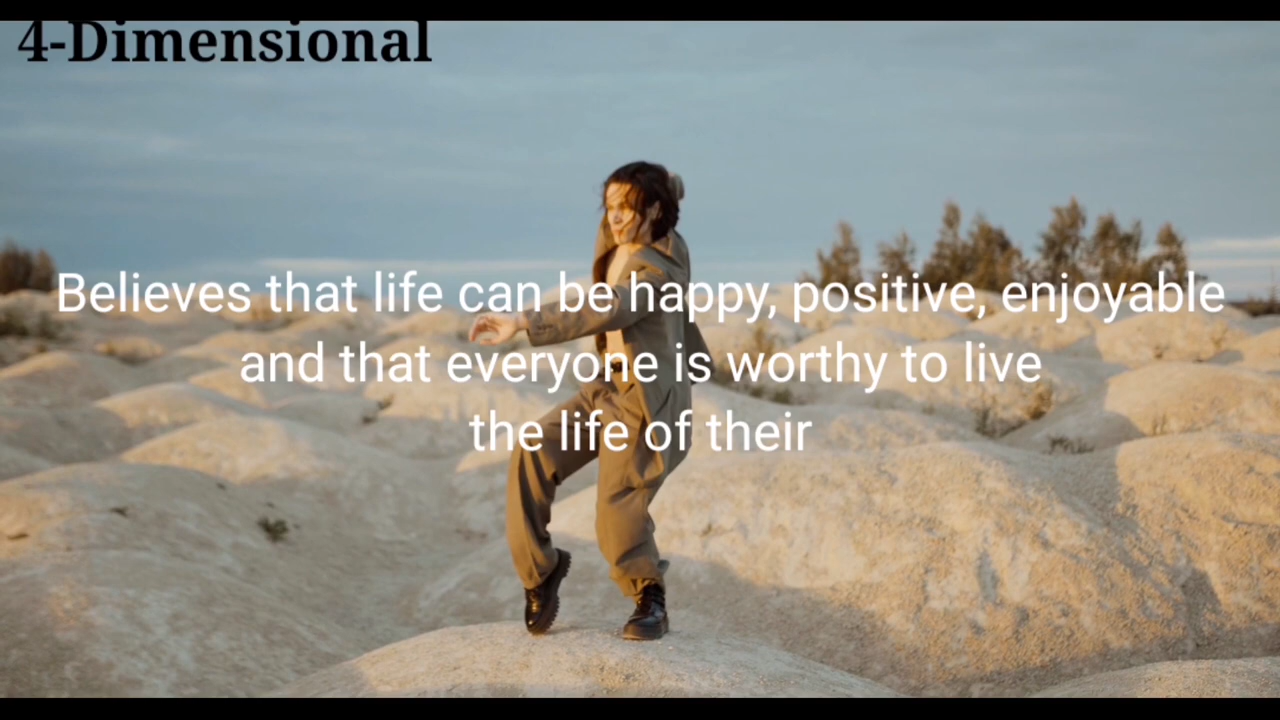 4-Dimensional
Believes that life can be happy, positive, enjoyable
and that everyone is worthy to live
the life of their